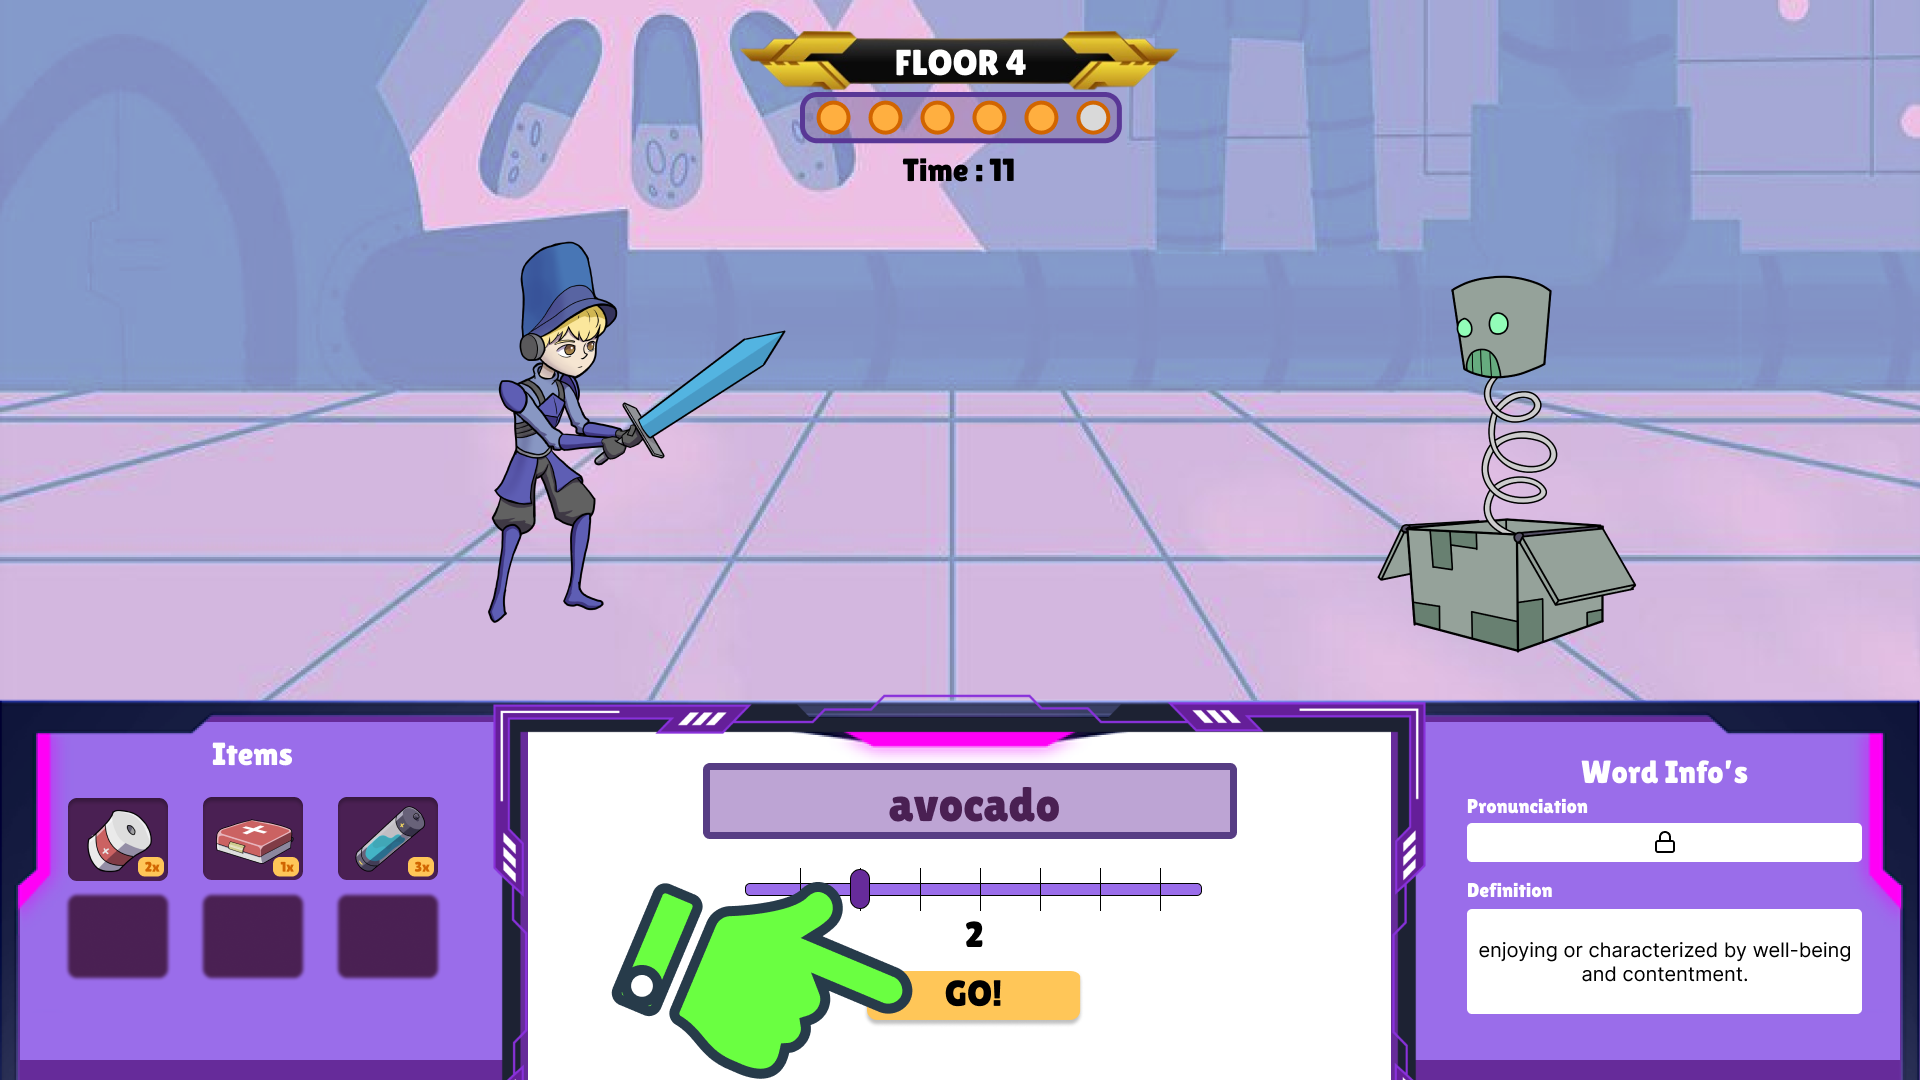 FLOOR 4
Time : 11
Items
2x
1x
3x
avocado
2
GO!
Word Info's
Pronunciation
Definition
enjoying or characterized by well-being
and contentment.